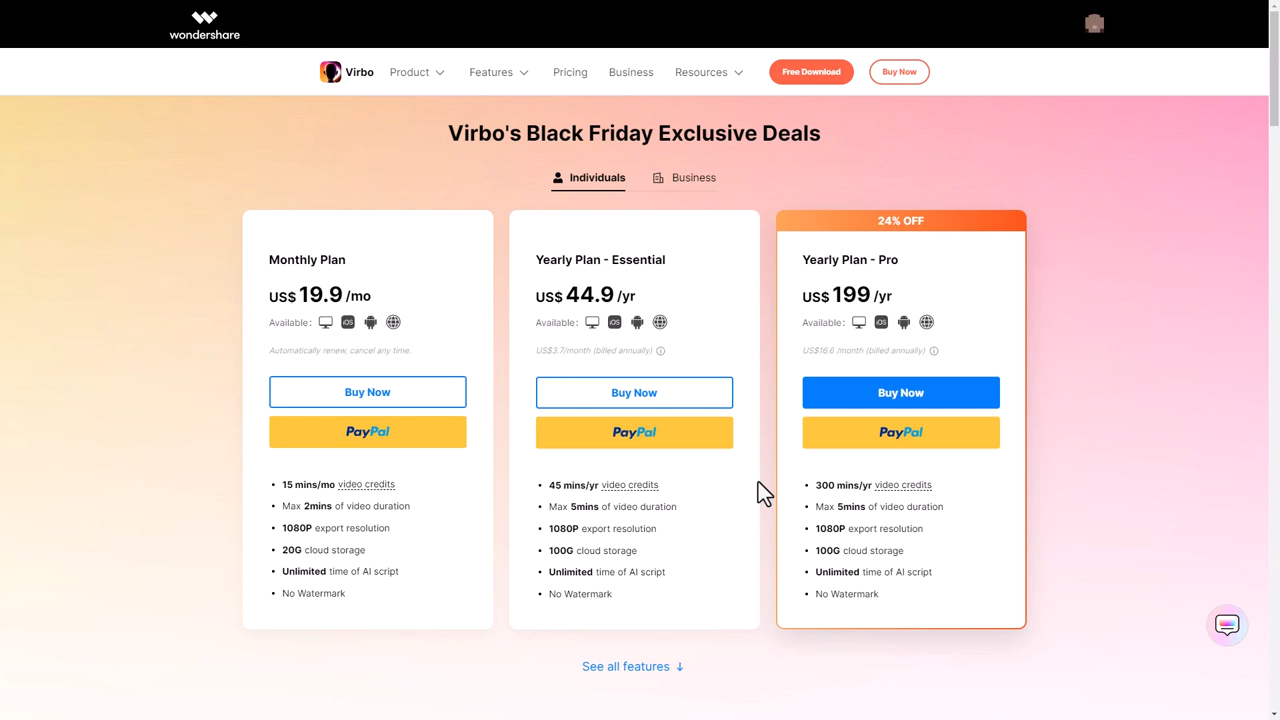 wondershare
Virbo Product Features Pricing Business Resources Free Download Buy Now
Virbo's Black Friday Exclusive Deals
Individuals Business
Monthly Plan
US$ 19.9 /mo
Available: iOS
Automatically renew, cancel any time.
Buy Now
PayPal
• 15 mins/mo video credits
• Max 2mins of video duration
• 1080P export resolution
• 20G cloud storage
• Unlimited time of AI script
• No Watermark
Yearly Plan - Essential
US$ 44.9 /yr
Available: iOS
US$3.7/month (billed annually)
Buy Now
PayPal
• 45 mins/yr video credits
• Max 5mins of video duration
• 1080P export resolution
• 100G cloud storage
• Unlimited time of AI script
• No Watermark
24% OFF
Yearly Plan - Pro
US$ 199 /yr
Available: iOS
US$16.6 /month (billed annually)
Buy Now
PayPal
• 300 mins/yr video credits
• Max 5mins of video duration
• 1080P export resolution
• 100G cloud storage
• Unlimited time of AI script
• No Watermark
See all features ↓